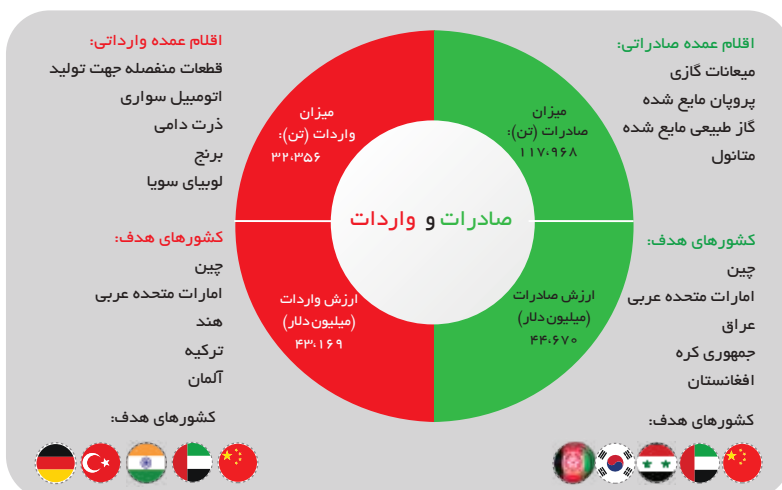 اقلام عمده صادراتی:
میعانات گازی
پروپان مایع شده
گاز طبیعی مایع شده
متانول
کشورهای هدف:
چین
امارات متحده عربی
عراق
جمهوری کره
افغانستان
کشورهای هدف:
میزان
صادرات (تن):
۱۱۷،۹۶۸
ارزش صادرات
(میلیون دلار)
۴۴،۶۷۰
صادرات و واردات
میزان
واردات (تن):
۳۲،۳۵۶
ارزش واردات
(میلیون دلار)
۴۳،۱۶۹
اقلام عمده وارداتی:
قطعات منفصله جهت تولید
اتومبیل سواری
ذرت دامی
برنج
لوبیای سویا
کشورهای هدف:
چین
امارات متحده عربی
هند
ترکیه
آلمان
کشورهای هدف: